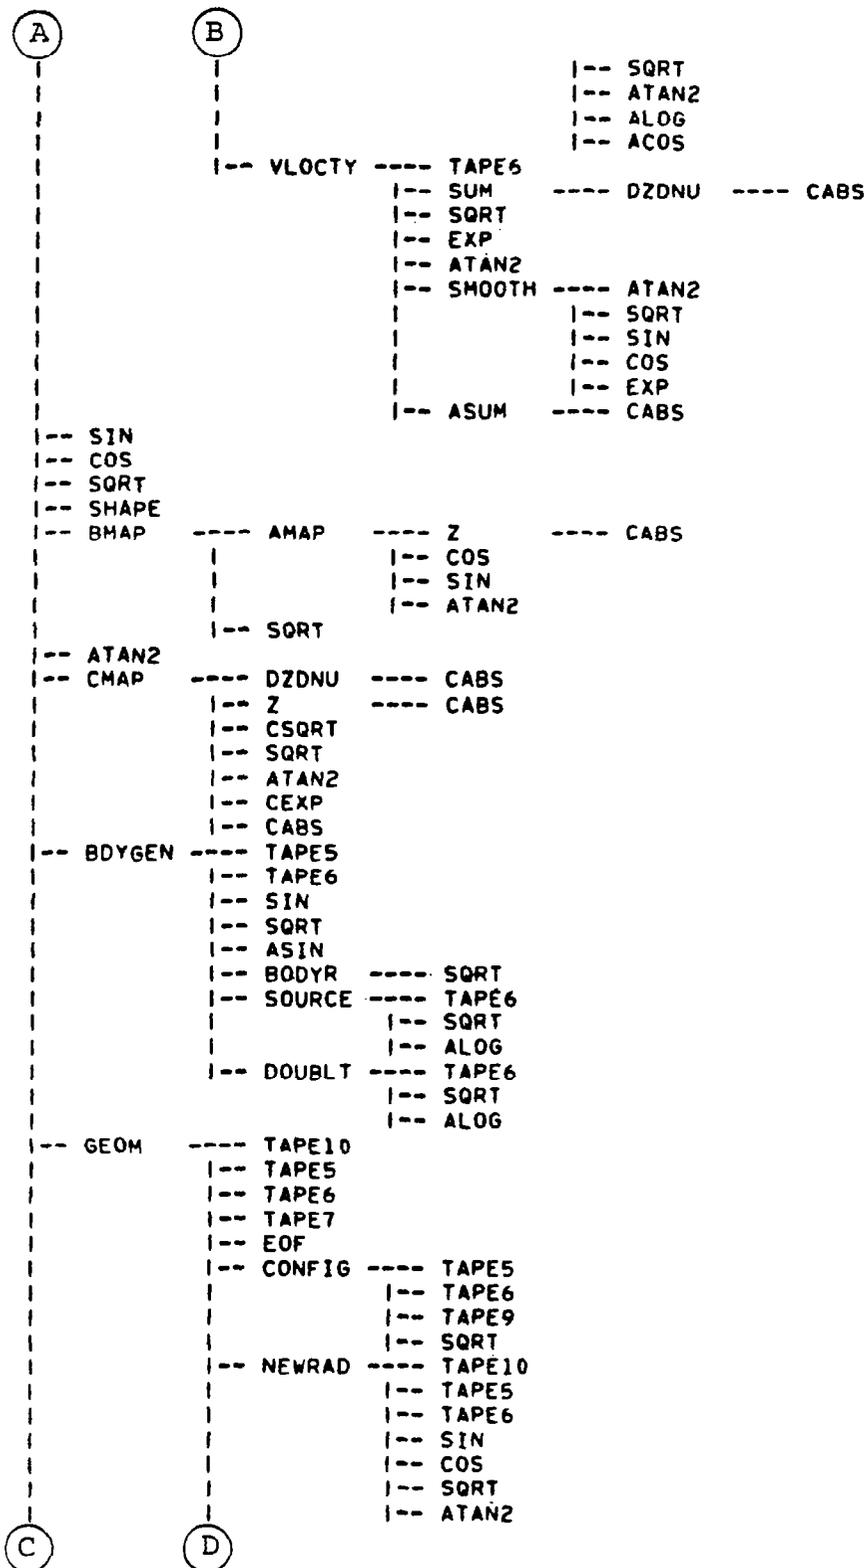 A B
|-- SQRT
|-- ATAN2
|-- ALOG
|-- ACOS
|-- VLOCTY ---- TAPE6
|-- SUM ---- DZDNU ---- CABS
|-- SQRT
|-- EXP
|-- ATAN2
|-- SMOOTH ---- ATAN2
|-- SQRT
|-- SIN
|-- COS
|-- EXP
|-- ASUM ---- CABS
|-- SIN
|-- COS
|-- SQRT
|-- SHAPE
|-- BMAP ---- AMAP ---- Z ---- CABS
|-- COS
|-- SIN
|-- ATAN2
|-- SQRT
|-- ATAN2
|-- CMAP ---- DZDNU ---- CABS
|-- Z ---- CABS
|-- CSQRT
|-- SQRT
|-- ATAN2
|-- CEXP
|-- CABS
|-- BDYGEN ---- TAPE5
|-- TAPE6
|-- SIN
|-- SQRT
|-- ASIN
|-- BODYR ---- SQRT
|-- SOURCE ---- TAPE6
|-- SQRT
|-- ALOG
|-- DOUBLT ---- TAPE6
|-- SQRT
|-- ALOG
|-- GEOM ---- TAPE10
|-- TAPE5
|-- TAPE6
|-- TAPE7
|-- EOF
|-- CONFIG ---- TAPE5
|-- TAPE6
|-- TAPE9
|-- SQRT
|-- NEWRAD ---- TAPE10
|-- TAPE5
|-- TAPE6
|-- SIN
|-- COS
|-- SQRT
|-- ATAN2
C D